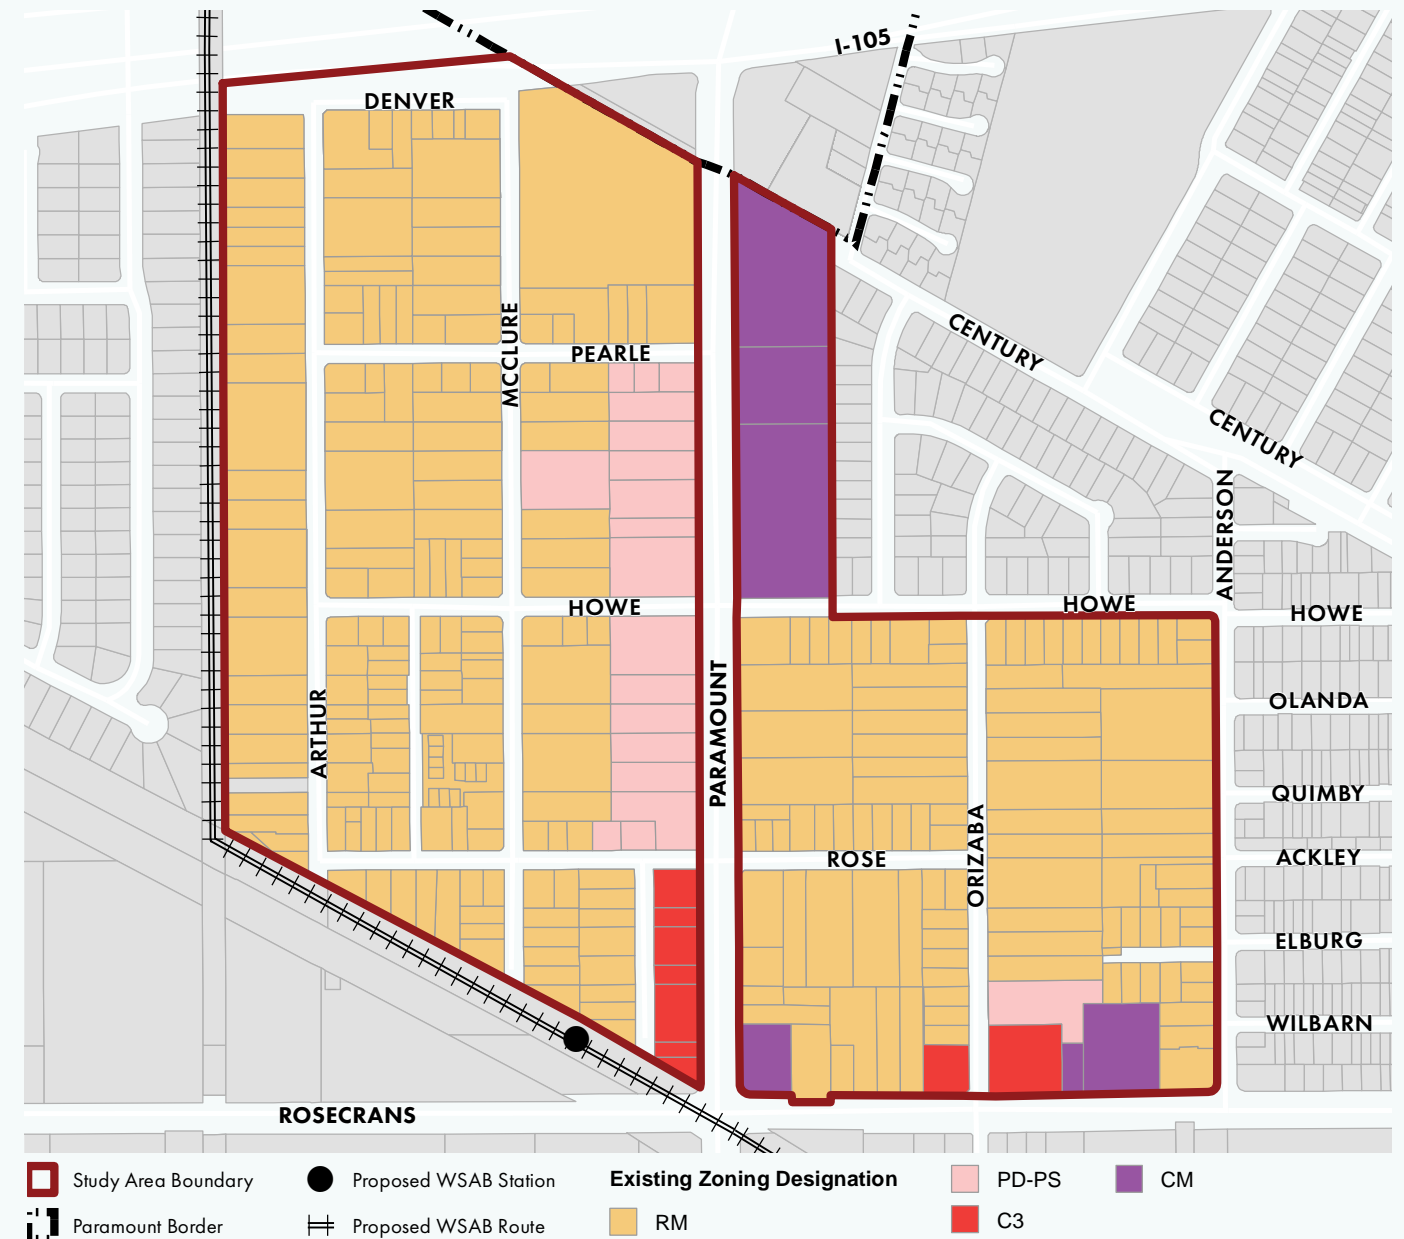 I-105
DENVER
MCCLURE
PEARLE
CENTURY
CENTURY
ANDERSON
HOWE
HOWE
HOWE
ARTHUR
PARAMOUNT
OLANDA
QUIMBY
ORIZABA
ROSE
ACKLEY
ELBURG
WILBARN
ROSECRANS
Study Area Boundary
Proposed WSAB Station
Existing Zoning Designation
PD-PS
CM
Paramount Border
Proposed WSAB Route
RM
C3